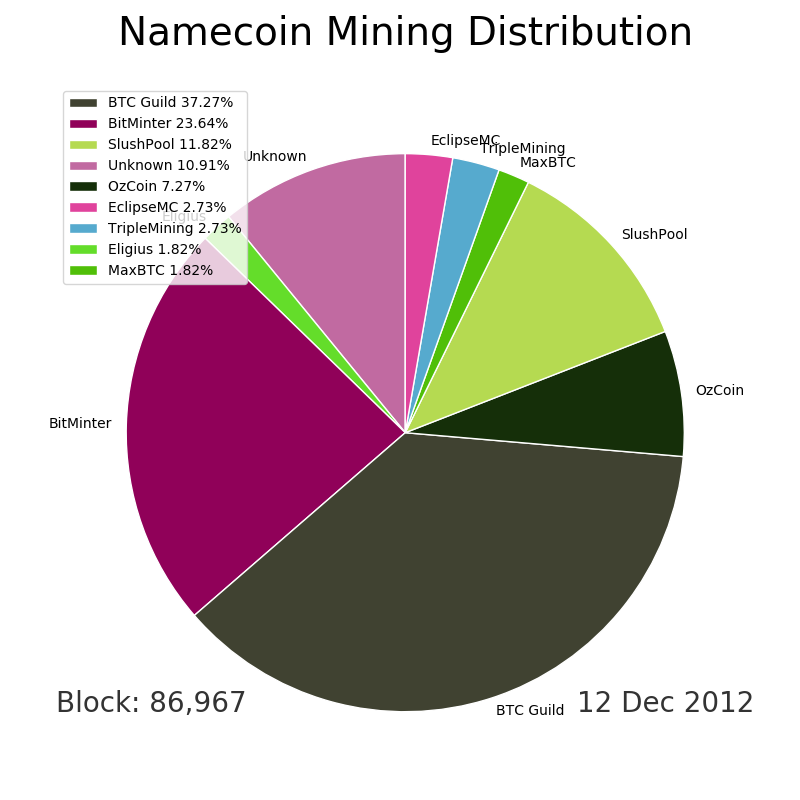 Namecoin Mining Distribution
BTC Guild 37.27%
BitMinter 23.64%
SlushPool 11.82%
Unknown 10.91%
OzCoin 7.27%
EclipseMC 2.73%
TripleMining 2.73%
Eligius 1.82%
MaxBTC 1.82%
EclipseMC
TripleMining
MaxBTC
Unknown
Eligius
SlushPool
OzCoin
BitMinter
BTC Guild
Block: 86,967
12 Dec 2012